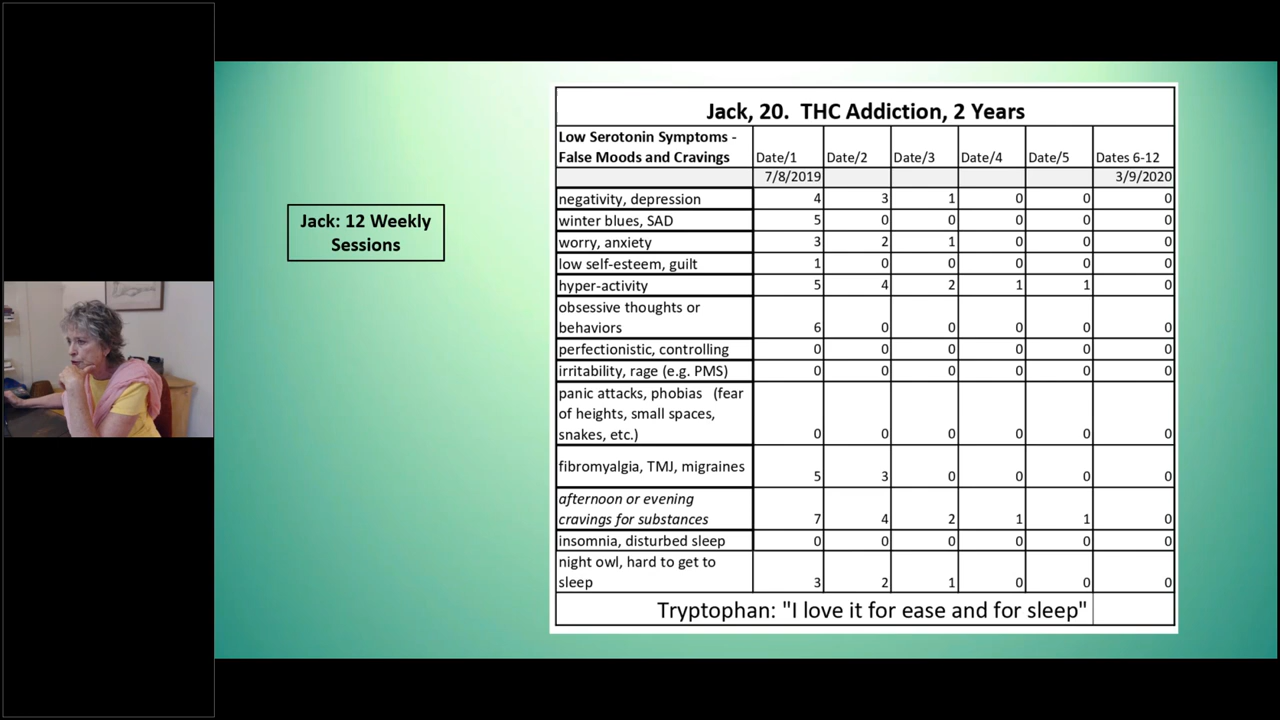 Jack: 12 Weekly
Sessions
Jack, 20. THC Addiction, 2 Years
Low Serotonin Symptoms -
False Moods and Cravings Date/1 Date/2 Date/3 Date/4 Date/5 Dates 6-12
7/8/2019 3/9/2020
negativity, depression 4 3 1 0 0 0
winter blues, SAD 5 0 0 0 0 0
worry, anxiety 3 2 1 0 0 0
low self-esteem, guilt 1 0 0 0 0 0
hyper-activity 5 4 2 1 1 0
obsessive thoughts or
behaviors 6 0 0 0 0 0
perfectionistic, controlling 0 0 0 0 0 0
irritability, rage (e.g. PMS) 0 0 0 0 0 0
panic attacks, phobias (fear
of heights, small spaces,
snakes, etc.) 0 0 0 0 0 0
fibromyalgia, TMJ, migraines 5 3 0 0 0 0
afternoon or evening
cravings for substances 7 4 2 1 1 0
insomnia, disturbed sleep 0 0 0 0 0 0
night owl, hard to get to
sleep 3 2 1 0 0 0
Tryptophan: "I love it for ease and for sleep"